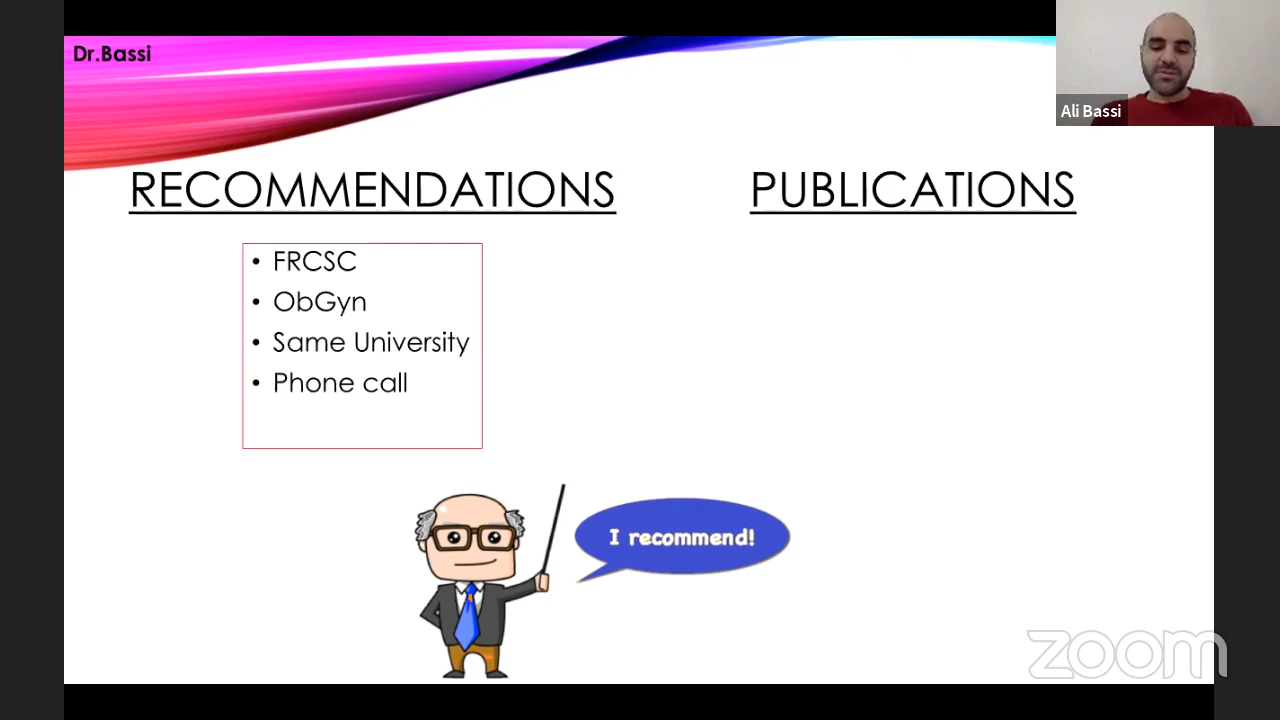 Dr.Bassi
Ali Bassi
RECOMMENDATIONS
PUBLICATIONS
• FRCSC
• ObGyn
• Same University
• Phone call
I recommend!
zoom